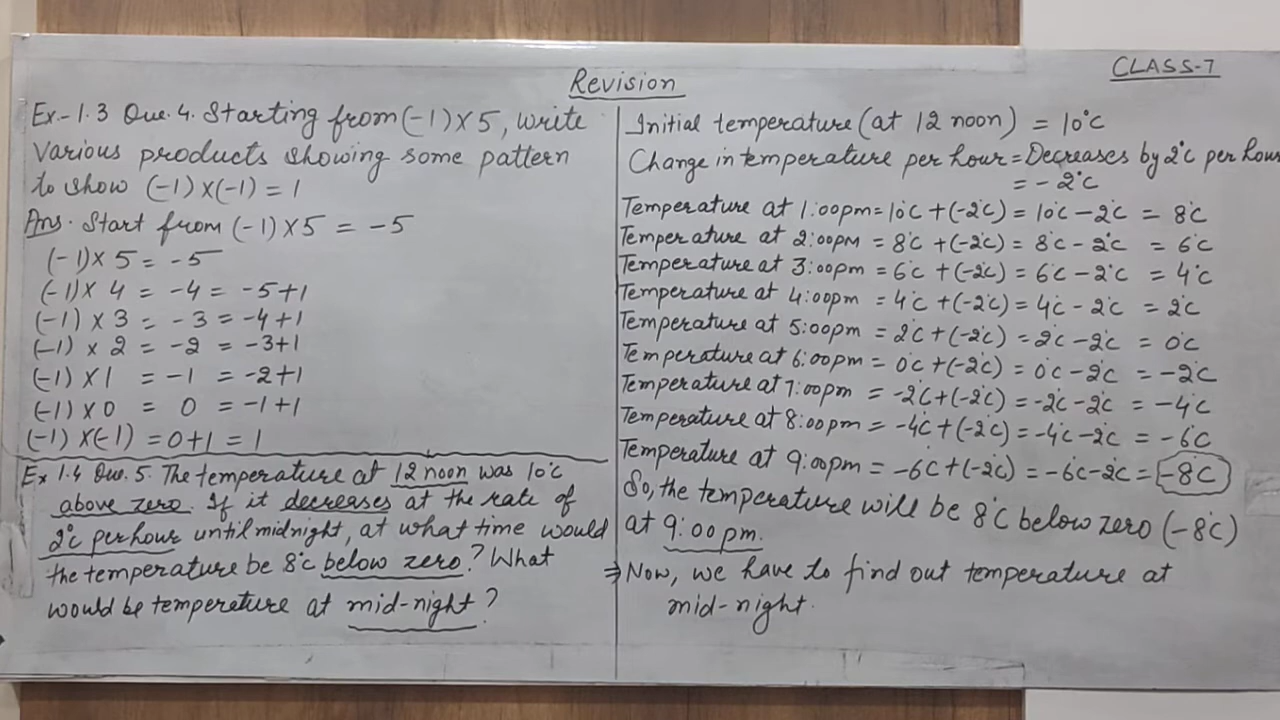 CLASS-7
Revision
Ex-1.3 Que.4. Starting from (-1)×5, write
various products showing some pattern
to show (-1)×(-1) = 1
Ans. Start from (-1)×5 = -5
(-1)×5 = -5
(-1)×4 = -4 = -5+1
(-1)×3 = -3 = -4+1
(-1)×2 = -2 = -3+1
(-1)×1 = -1 = -2+1
(-1)×0 = 0 = -1+1
(-1)×(-1) = 0+1 = 1
Ex 1.4 Que.5. The temperature at 12 noon was 10°C
above zero. If it decreases at the rate of
2°C per hour until midnight, at what time would
the temperature be 8°C below zero? What
would be tempereture at mid-night?
Initial temperature (at 12 noon) = 10°C
Change in temperature per hour = Decreases by 2°C per hour
= -2°C
Temperature at 1:00pm = 10°C+(-2°C) = 10°C-2°C = 8°C
Temperature at 2:00pm = 8°C+(-2°C) = 8°C-2°C = 6°C
Temperature at 3:00pm = 6°C+(-2°C) = 6°C-2°C = 4°C
Temperature at 4:00pm = 4°C+(-2°C) = 4°C-2°C = 2°C
Temperature at 5:00pm = 2°C+(-2°C) = 2°C-2°C = 0°C
Temperature at 6:00pm = 0°C+(-2°C) = 0°C-2°C = -2°C
Temperature at 7:00pm = -2°C+(-2°C) = -2°C-2°C = -4°C
Temperature at 8:00pm = -4°C+(-2°C) = -4°C-2°C = -6°C
Temperature at 9:00pm = -6°C+(-2°C) = -6°C-2°C = -8°C
So, the temperature will be 8°C below zero (-8°C)
at 9:00 pm.
⇒ Now, we have to find out temperature at
mid-night.